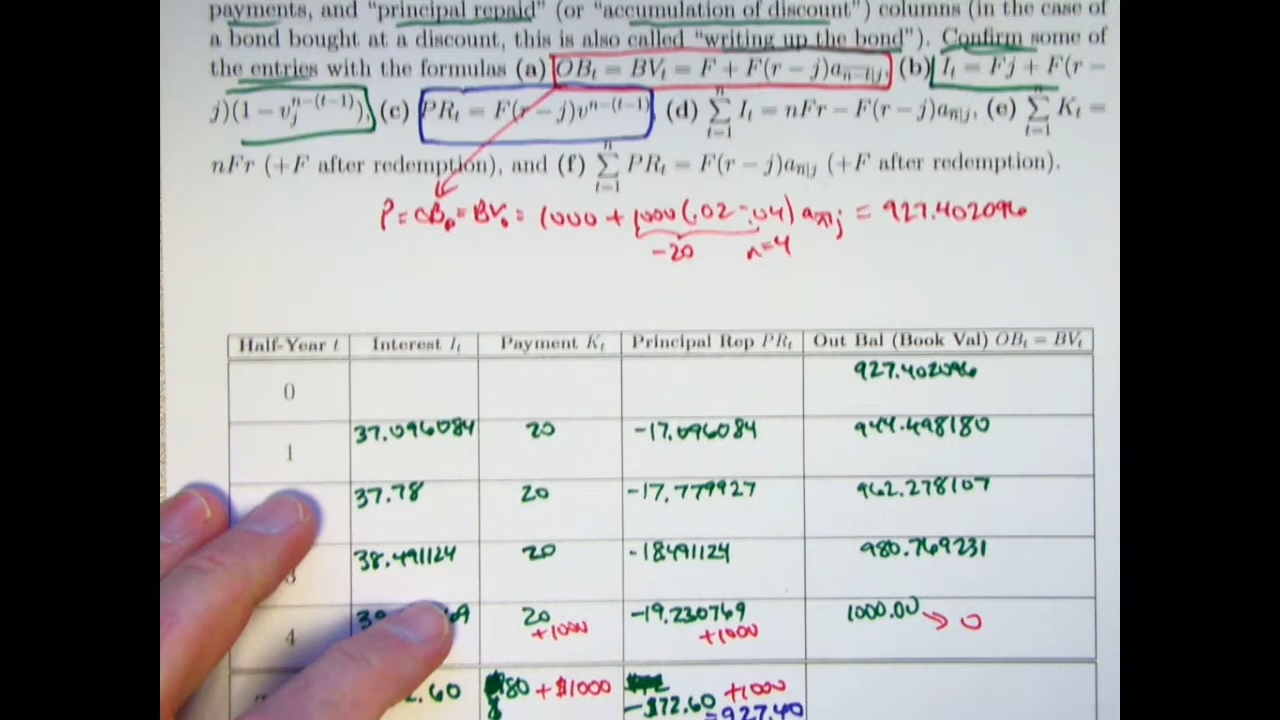 payments, and “principal repaid” (or “accumulation of discount”) columns (in the case of
a bond bought at a discount, this is also called “writing up the bond”). Confirm some of
the entries with the formulas (a) OB_t = BV_t = F + F(r − j)a_{n−t|j}, (b) I_t = Fj + F(r −
j)(1 − v_j^{n−(t−1)}), (c) PR_t = F(r − j)v^{n−(t−1)}, (d) ∑_{t=1}^{n} I_t = nFr − F(r − j)a_{n|j}, (e) ∑_{t=1}^{n} K_t =
nFr (+F after redemption), and (f) ∑_{t=1}^{n} PR_t = F(r − j)a_{n|j} (+F after redemption).
P = OB_0 = BV_0 = 1000 + 1000(.02 − .04) a_{n|j} = 927.402096
−20 n=4
Half-Year t Interest I_t Payment K_t Principal Rep PR_t Out Bal (Book Val) OB_t = BV_t
0 927.402096
1 37.096084 20 −17.096084 944.498180
37.78 20 −17.779927 962.278107
3 38.491124 20 −18491124 980.769231
4 20 −19.230769 1000.00 → 0
+1000 +1000
2.60 80 + $1000 −$72.60 +1000
= 927.40